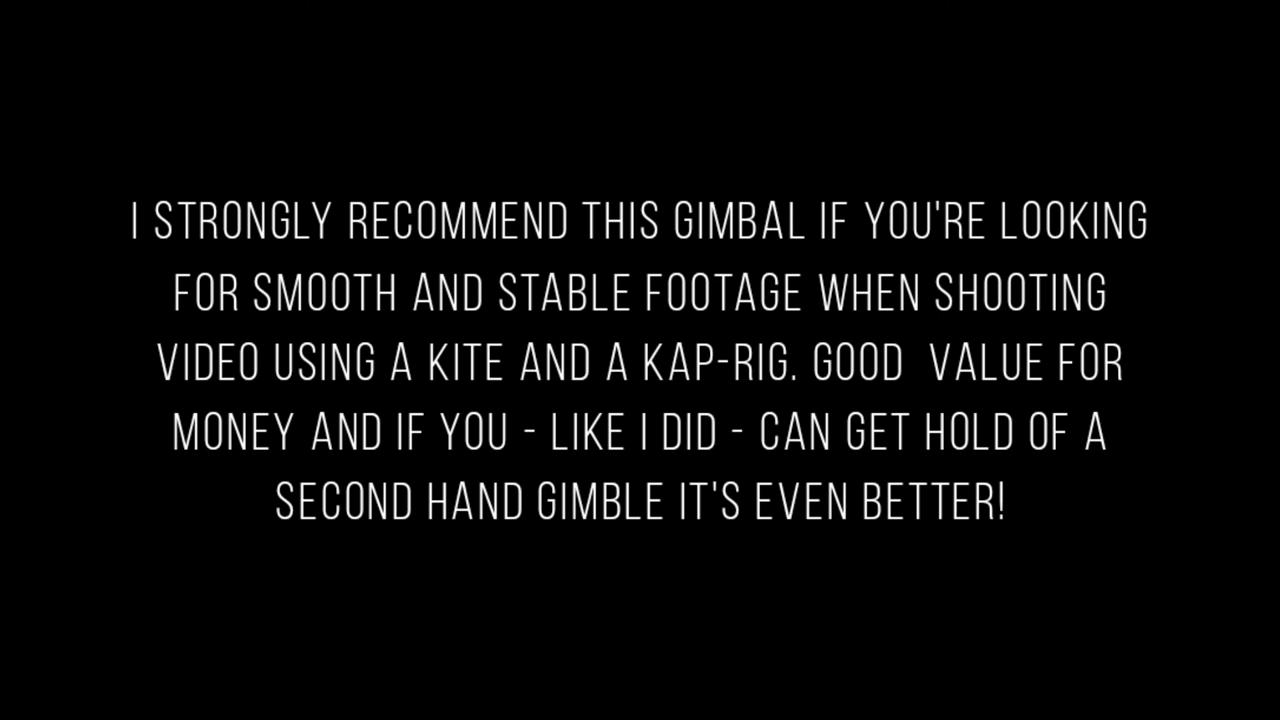 I STRONGLY RECOMMEND THIS GIMBAL IF YOU'RE LOOKING
FOR SMOOTH AND STABLE FOOTAGE WHEN SHOOTING
VIDEO USING A KITE AND A KAP-RIG. GOOD  VALUE FOR
MONEY AND IF YOU - LIKE I DID - CAN GET HOLD OF A
SECOND HAND GIMBLE IT'S EVEN BETTER!